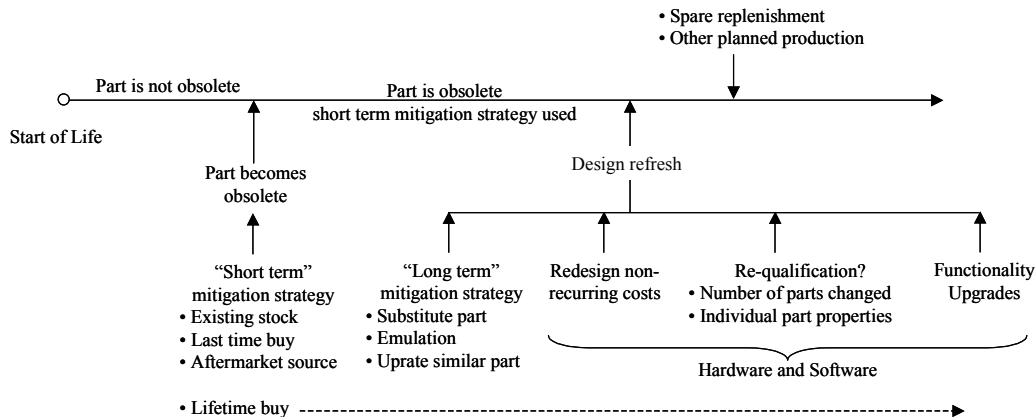 • Spare replenishment
• Other planned production
Part is not obsolete
Part is obsolete
short term mitigation strategy used
Start of Life
Part becomes
obsolete
Design refresh
“Short term”
mitigation strategy
• Existing stock
• Last time buy
• Aftermarket source
• Lifetime buy
“Long term”
mitigation strategy
• Substitute part
• Emulation
• Uprate similar part
Redesign non-
recurring costs
Re-qualification?
• Number of parts changed
• Individual part properties
Functionality
Upgrades
Hardware and Software